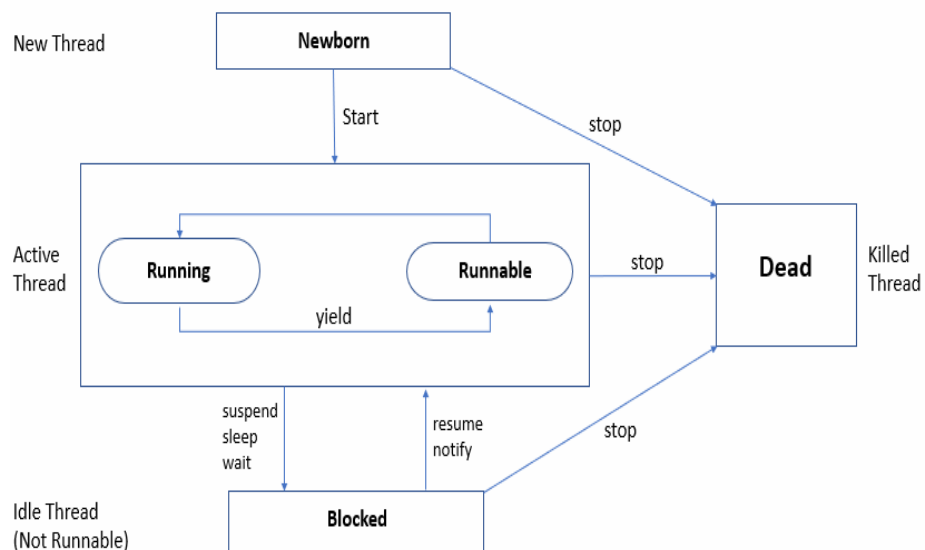 New Thread
Newborn
Start
stop
Active
Thread
Running
Runnable
yield
stop
Dead
Killed
Thread
suspend
sleep
wait
resume
notify
stop
Idle Thread
(Not Runnable)
Blocked